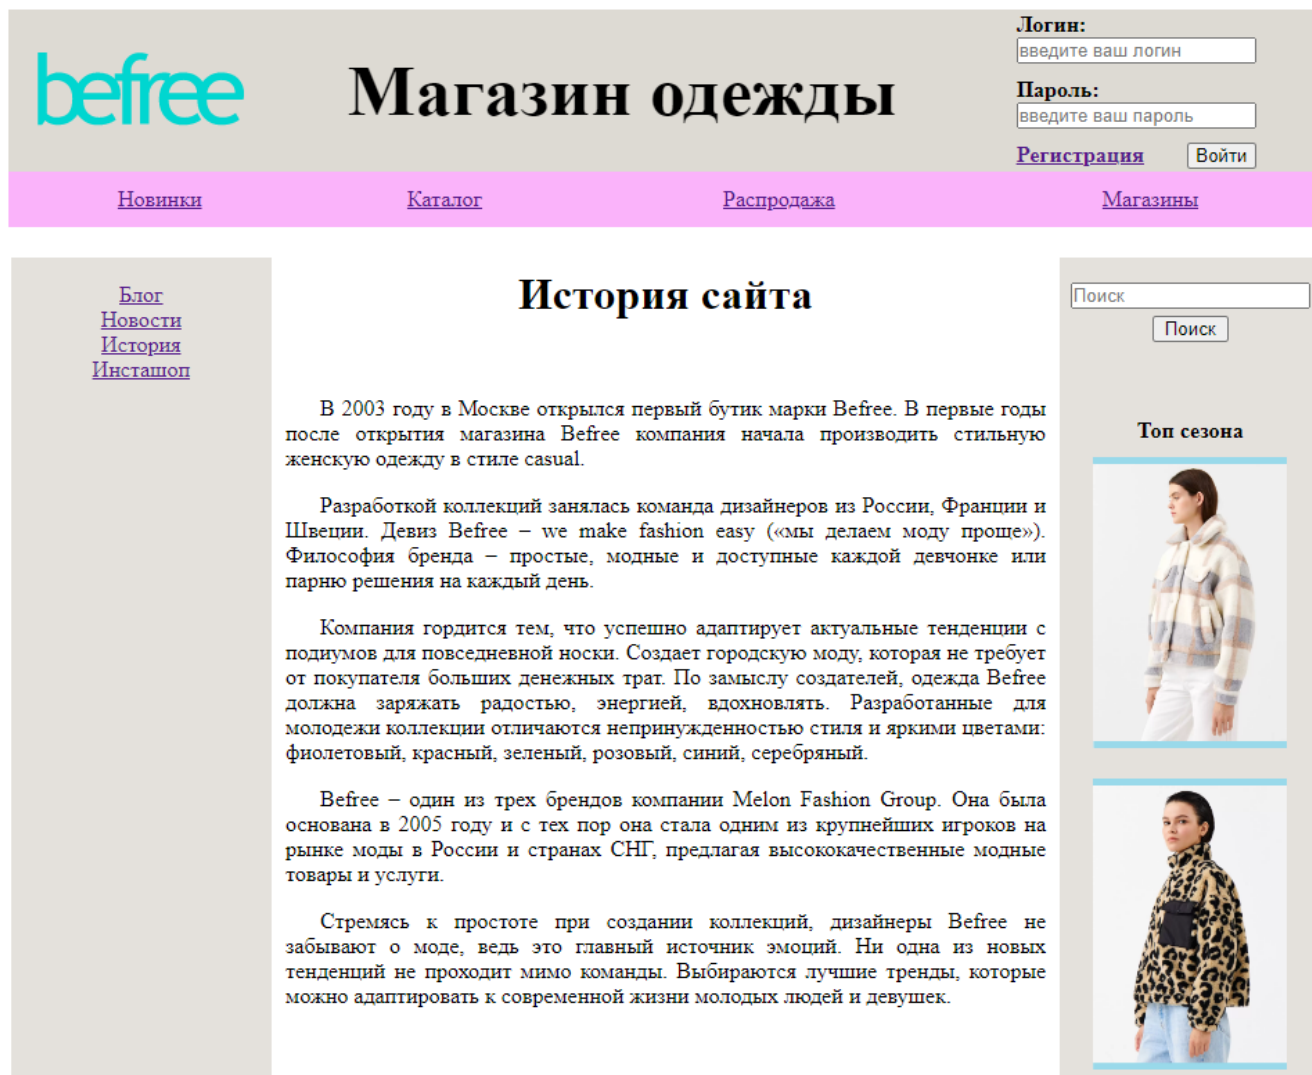 befree
Магазин одежды
Логин:
введите ваш логин
Пароль:
введите ваш пароль
Регистрация Войти
Новинки Каталог Распродажа Магазины
Блог
Новости
История
Инсташоп
История сайта
В 2003 году в Москве открылся первый бутик марки Befree. В первые годы
после открытия магазина Befree компания начала производить стильную
женскую одежду в стиле casual.
Разработкой коллекций занялась команда дизайнеров из России, Франции и
Швеции. Девиз Befree – we make fashion easy («мы делаем моду проще»).
Философия бренда – простые, модные и доступные каждой девчонке или
парню решения на каждый день.
Компания гордится тем, что успешно адаптирует актуальные тенденции с
подиумов для повседневной носки. Создает городскую моду, которая не требует
от покупателя больших денежных трат. По замыслу создателей, одежда Befree
должна заряжать радостью, энергией, вдохновлять. Разработанные для
молодежи коллекции отличаются непринужденностью стиля и яркими цветами:
фиолетовый, красный, зеленый, розовый, синий, серебряный.
Befree – один из трех брендов компании Melon Fashion Group. Она была
основана в 2005 году и с тех пор она стала одним из крупнейших игроков на
рынке моды в России и странах СНГ, предлагая высококачественные модные
товары и услуги.
Стремясь к простоте при создании коллекций, дизайнеры Befree не
забывают о моде, ведь это главный источник эмоций. Ни одна из новых
тенденций не проходит мимо команды. Выбираются лучшие тренды, которые
можно адаптировать к современной жизни молодых людей и девушек.
Поиск
Поиск
Топ сезона